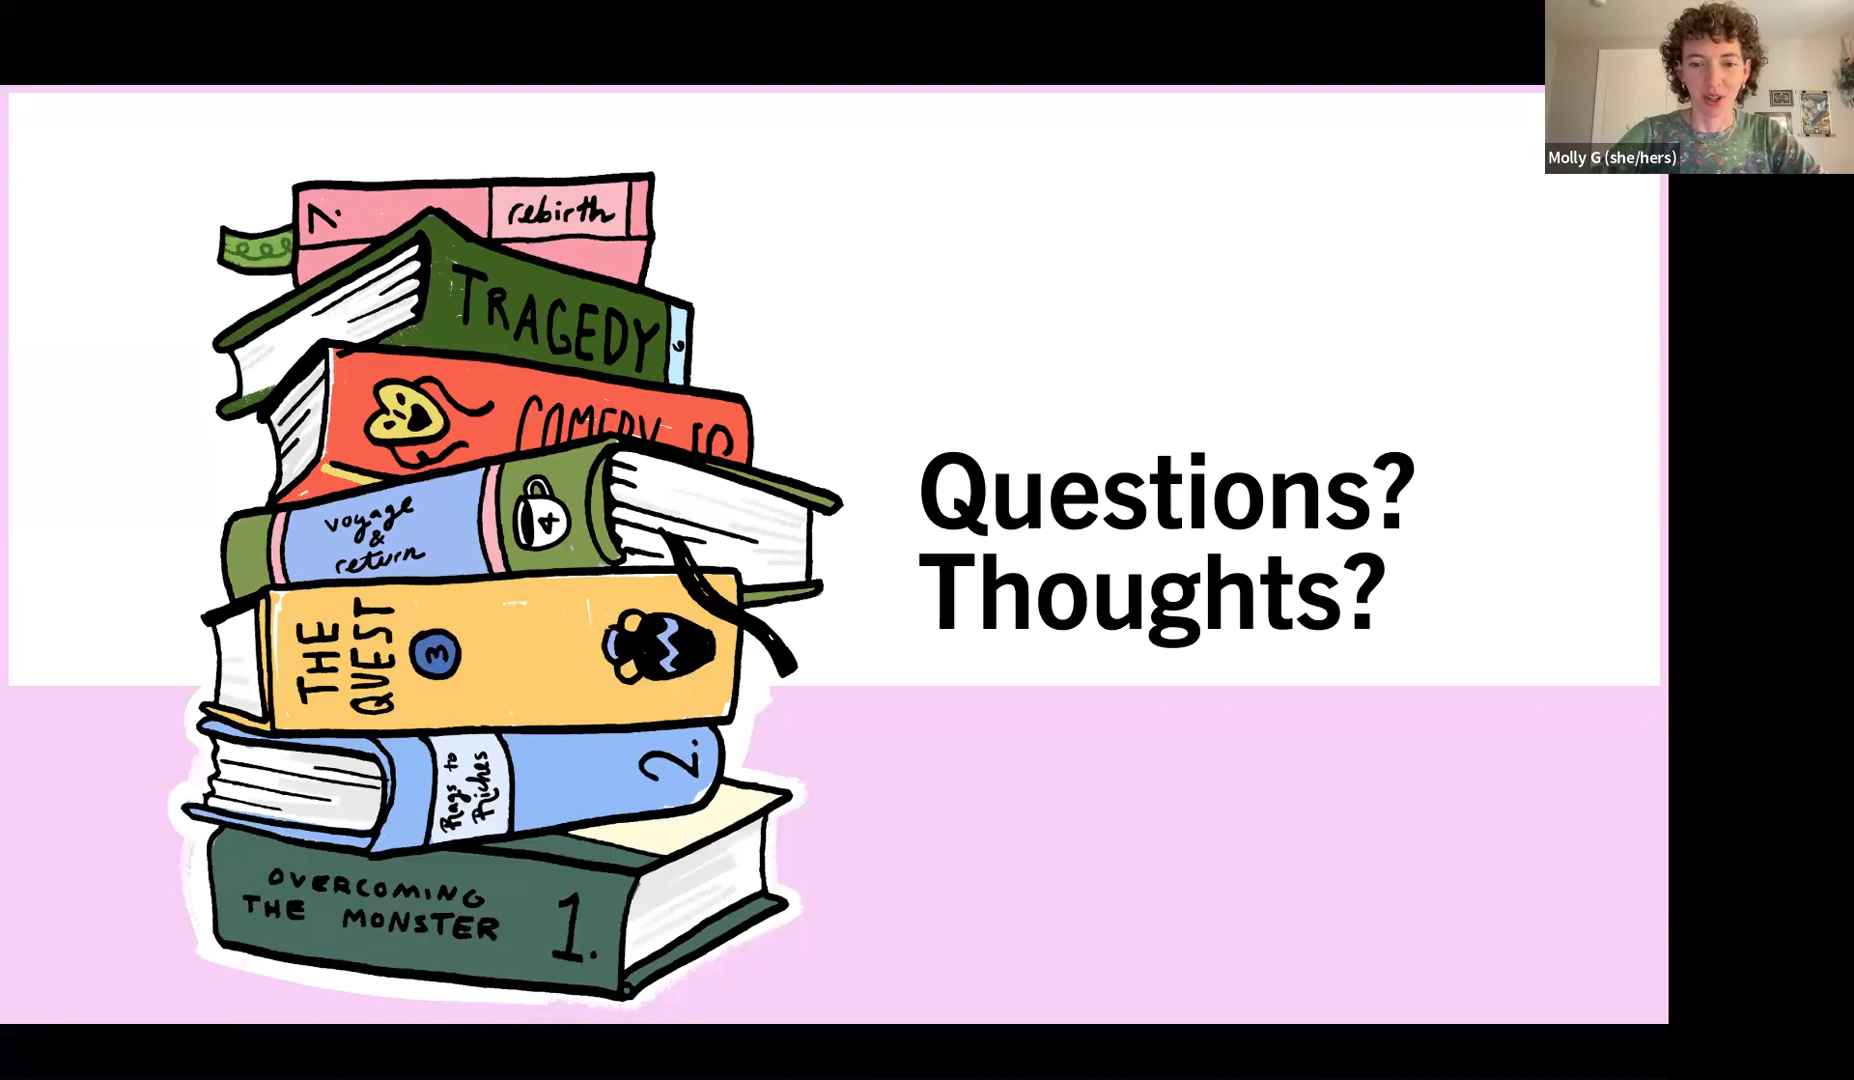 Molly G (she/hers)
7.
rebirth
TRAGEDY
6
COMEDY
voyage
&
return
4
THE
QUEST
3
Rags to
Riches
2.
OVERCOMING
THE MONSTER
1.
Questions?
Thoughts?